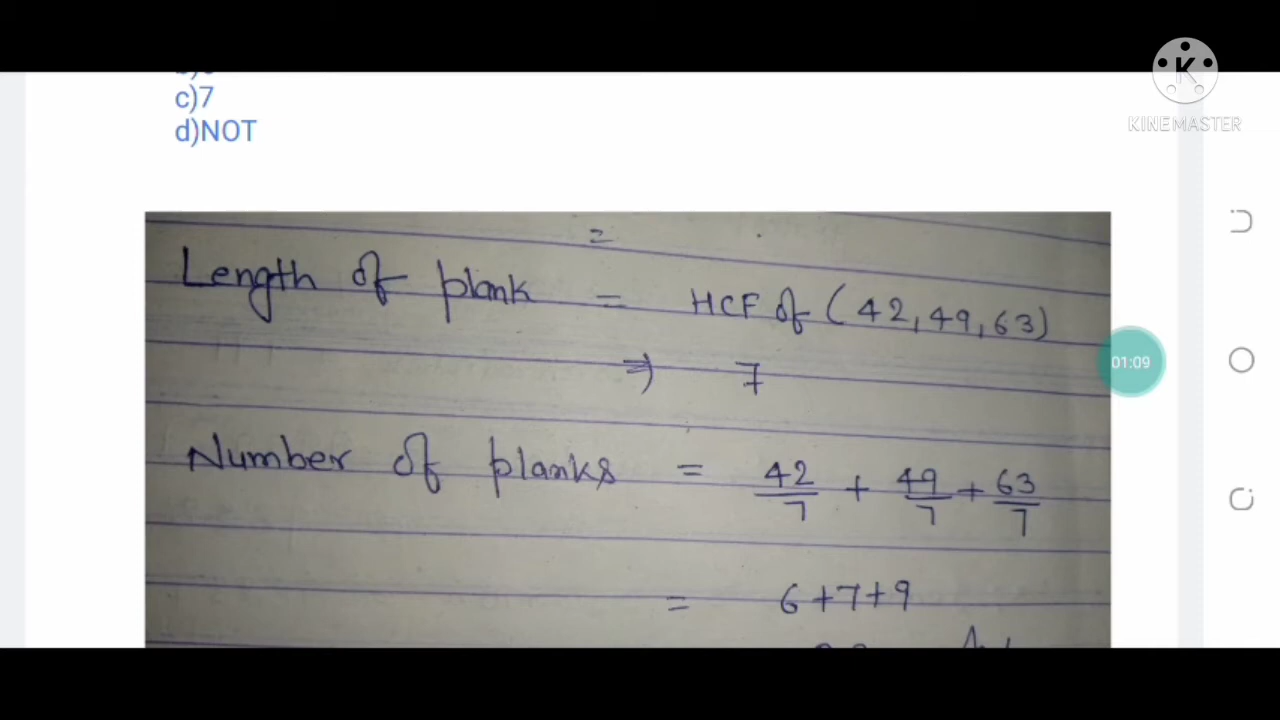 c)7
d)NOT
KINEMASTER
=
Length of plank = HCF of (42, 49, 63)
⇒ 7
01:09
Number of planks = 42/7 + 49/7 + 63/7
= 6+7+9